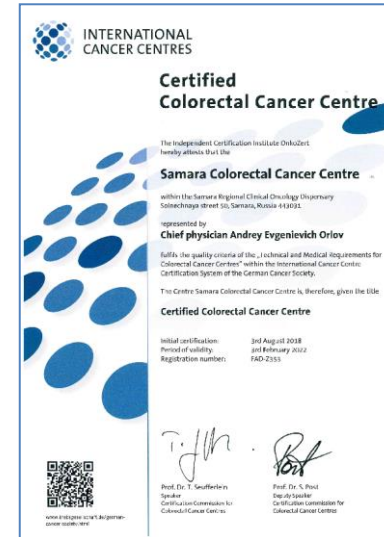 INTERNATIONAL
CANCER CENTRES
Certified
Colorectal Cancer Centre
The Independent Certification Institute OnkoZert
hereby attests that the
Samara Colorectal Cancer Centre
within the Samara Regional Clinical Oncology Dispensary
Solnechnaya street 50, Samara, Russia 443031
represented by
Chief physician Andrey Evgenievich Orlov
fulfils the quality criteria of the „Technical and Medical Requirements for
Colorectal Cancer Centres" within the International Cancer Centre
Certification System of the German Cancer Society.
The Centre Samara Colorectal Cancer Centre is, therefore, given the title
Certified Colorectal Cancer Centre
Initial certification: 3rd August 2018
Period of validity: 3rd February 2022
Registration number: FAD-Z353
Prof. Dr. T. Seufferlein
Speaker
Certification Commission for
Colorectal Cancer Centres
Prof. Dr. S. Post
Deputy Speaker
Certification Commission for
Colorectal Cancer Centres